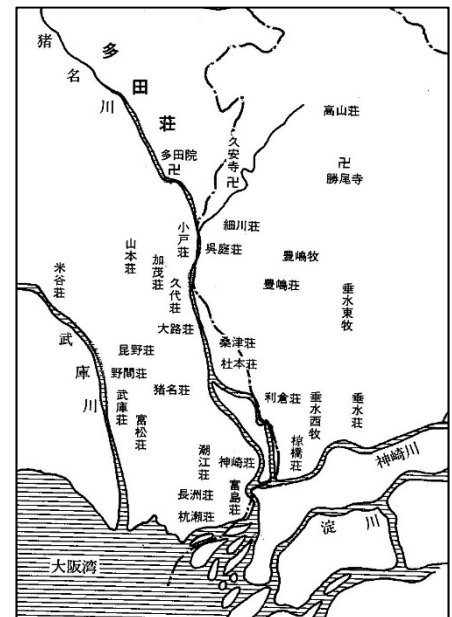 猪名川
多田荘
多田院
久安寺
高山荘
勝尾寺
小戸荘
細川荘
呉庭荘
山本荘
加茂荘
久代荘
豊嶋牧
豊嶋荘
米谷荘
垂水東牧
大路荘
桑津荘
杜本荘
武庫川
昆野荘
野間荘
武庫荘
富松荘
猪名荘
利倉荘
垂水西牧
垂水荘
椋橋荘
潮江荘
神崎荘
神崎川
長洲荘
富島荘
杭瀬荘
淀川
大阪湾